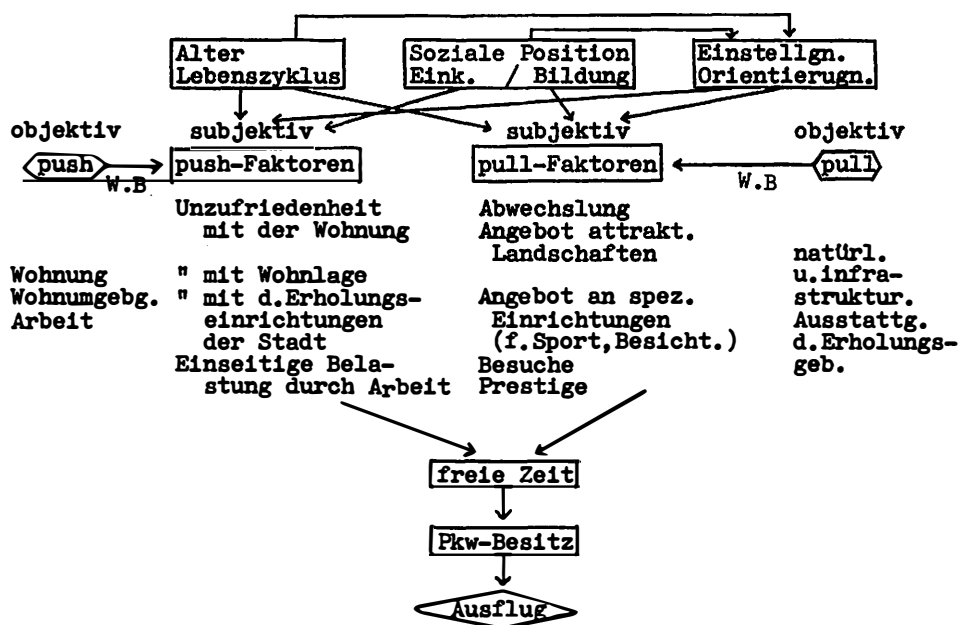 Alter
Lebenszyklus
Soziale Position
Eink. / Bildung
Einstellgn.
Orientierugn.
objektiv
subjektiv
subjektiv
objektiv
push
W.B
push-Faktoren
pull-Faktoren
W.B
pull
Unzufriedenheit
mit der Wohnung
" mit Wohnlage
" mit d.Erholungs-
einrichtungen
der Stadt
Einseitige Bela-
stung durch Arbeit
Wohnung
Wohnumgebg.
Arbeit
Abwechslung
Angebot attrakt.
Landschaften
Angebot an spez.
Einrichtungen
(f.Sport,Besicht.)
Besuche
Prestige
natürl.
u.infra-
struktur.
Ausstattg.
d.Erholungs-
geb.
freie Zeit
Pkw-Besitz
Ausflug